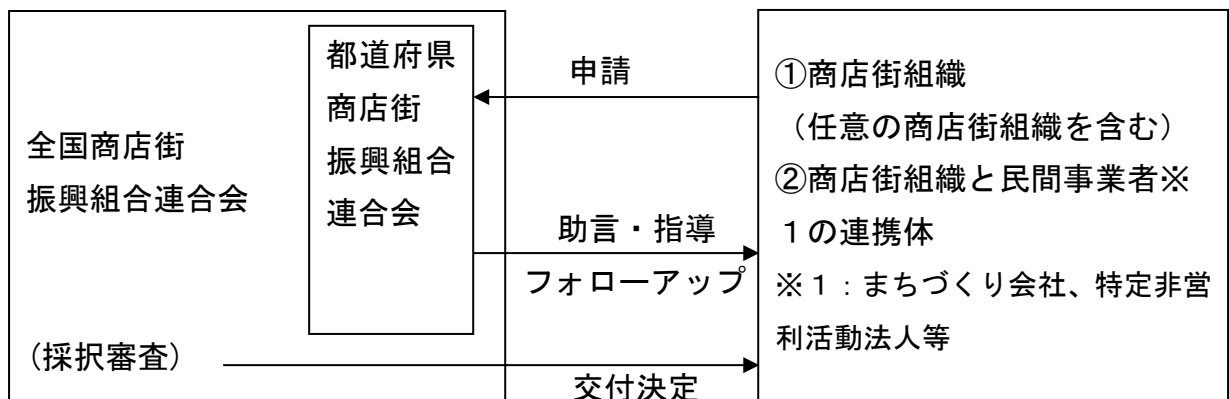 全国商店街
振興組合連合会
(採択審査)
都道府県
商店街
振興組合
連合会
申請
助言・指導
フォローアップ
交付決定
①商店街組織
（任意の商店街組織を含む）
②商店街組織と民間事業者※
１の連携体
※１：まちづくり会社、特定非営
利活動法人等